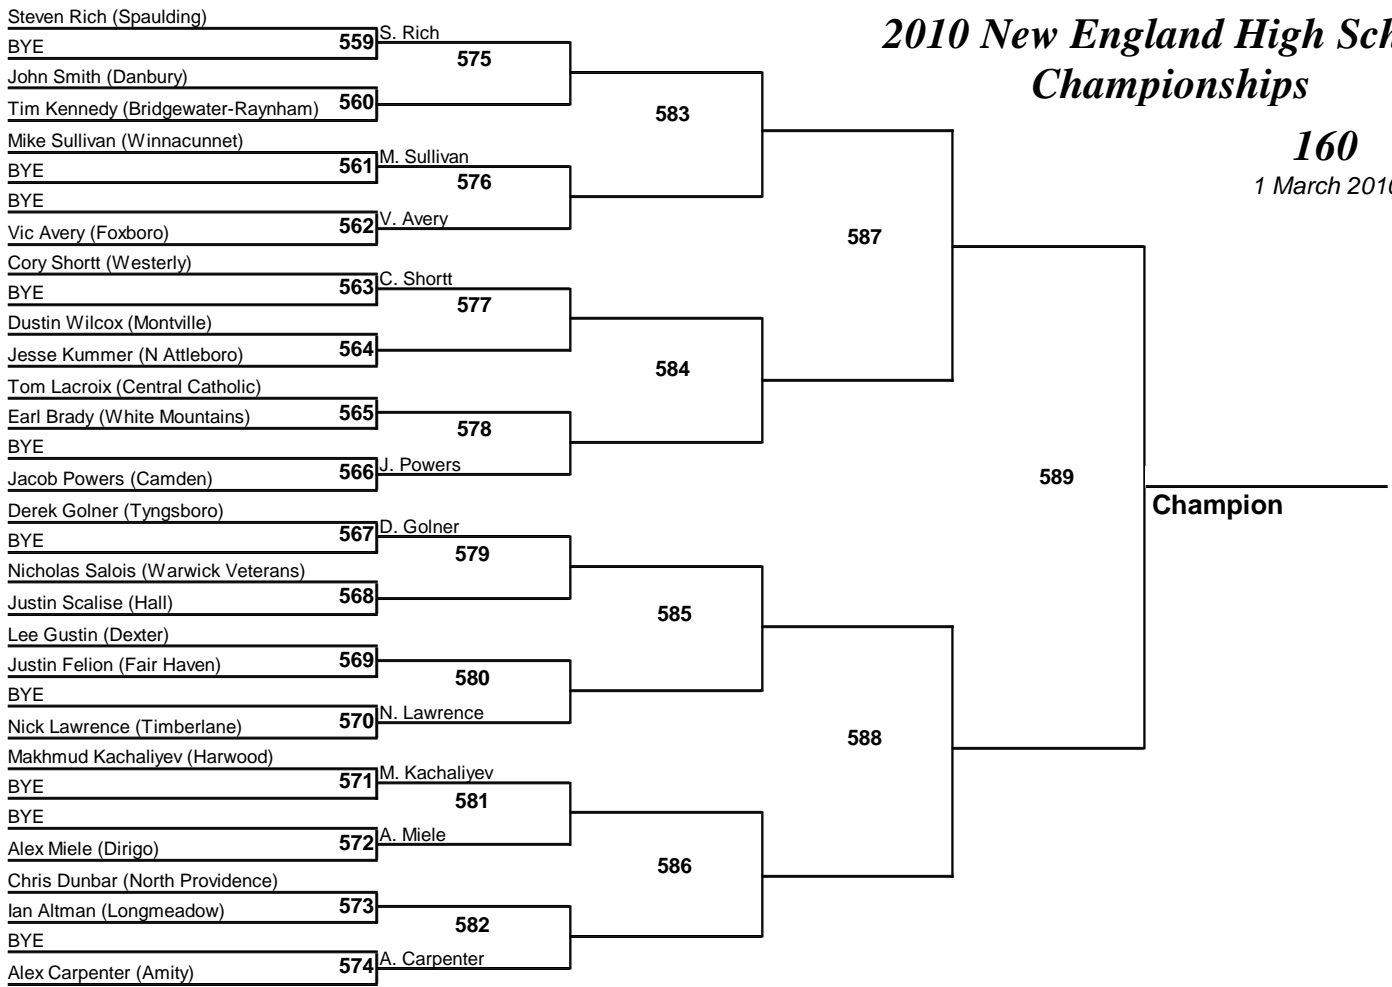 2010 New England High Sch
Championships
160
1 March 2010
Steven Rich (Spaulding)
BYE
559
S. Rich
575
John Smith (Danbury)
Tim Kennedy (Bridgewater-Raynham)
560
583
Mike Sullivan (Winnacunnet)
BYE
561
M. Sullivan
576
BYE
Vic Avery (Foxboro)
562
V. Avery
587
Cory Shortt (Westerly)
BYE
563
C. Shortt
577
Dustin Wilcox (Montville)
Jesse Kummer (N Attleboro)
564
584
Tom Lacroix (Central Catholic)
Earl Brady (White Mountains)
565
578
BYE
Jacob Powers (Camden)
566
J. Powers
589
Champion
Derek Golner (Tyngsboro)
BYE
567
D. Golner
579
Nicholas Salois (Warwick Veterans)
Justin Scalise (Hall)
568
585
Lee Gustin (Dexter)
Justin Felion (Fair Haven)
569
580
BYE
Nick Lawrence (Timberlane)
570
N. Lawrence
588
Makhmud Kachaliyev (Harwood)
BYE
571
M. Kachaliyev
581
BYE
Alex Miele (Dirigo)
572
A. Miele
586
Chris Dunbar (North Providence)
Ian Altman (Longmeadow)
573
582
BYE
Alex Carpenter (Amity)
574
A. Carpenter